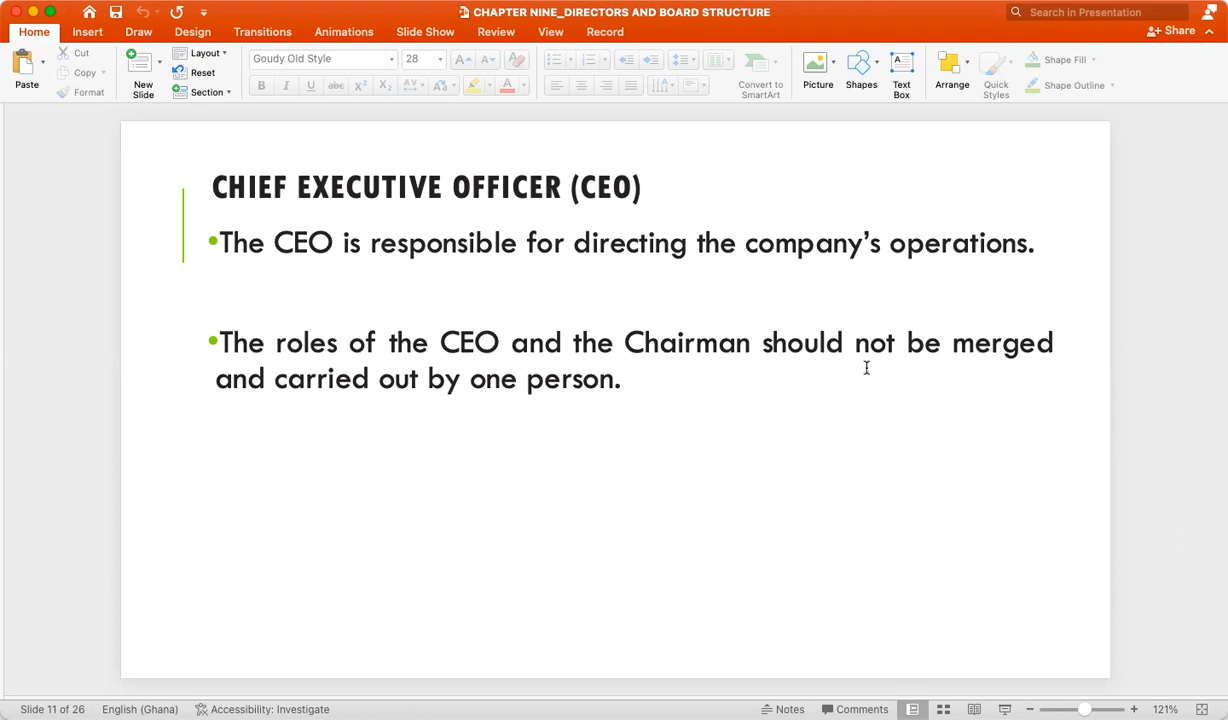 CHAPTER NINE_DIRECTORS AND BOARD STRUCTURE
Search in Presentation
Home Insert Draw Design Transitions Animations Slide Show Review View Record
Share
Paste
Cut
Copy
Format
New Slide
Layout
Reset
Section
Goudy Old Style
28
Convert to SmartArt
Picture
Shapes
Text Box
Arrange
Quick Styles
Shape Fill
Shape Outline
CHIEF EXECUTIVE OFFICER (CEO)
•The CEO is responsible for directing the company's operations.
•The roles of the CEO and the Chairman should not be merged
and carried out by one person.
Slide 11 of 26 English (Ghana) Accessibility: Investigate Notes Comments 121%